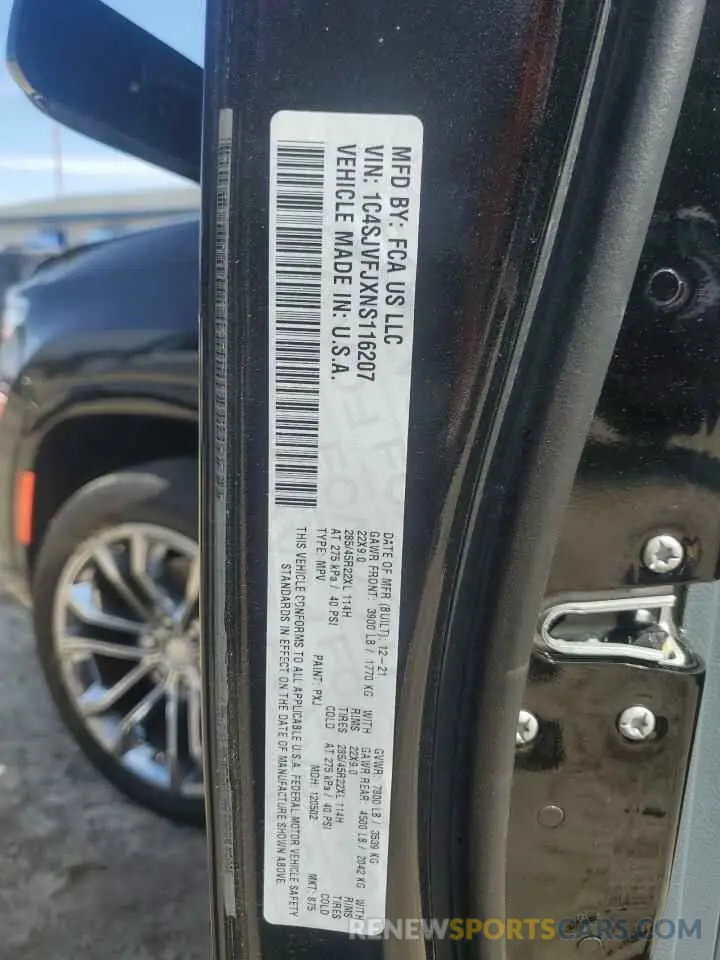 MFD BY: FCA US LLC
VIN: 1C4SJVFJXNS116207
VEHICLE MADE IN: U.S.A.
DATE OF MFR (BUILT): 12-21 GVWR: 7800 LB / 3539 KG
GAWR FRONT: 3900 LB / 1770 KG WITH GAWR REAR: 4500 LB / 2042 KG WITH
22X9.0 RIMS 22X9.0 RIMS
285/45R22XL 114H TIRES 285/45R22XL 114H TIRES
AT 275 kPa / 40 PSI COLD AT 275 kPa / 40 PSI COLD
TYPE: MPV PAINT: PXJ MDH: 120502 MKT: 875
THIS VEHICLE CONFORMS TO ALL APPLICABLE U.S.A. FEDERAL MOTOR VEHICLE SAFETY
STANDARDS IN EFFECT ON THE DATE OF MANUFACTURE SHOWN ABOVE.
RENEWSPORTSCARS.COM